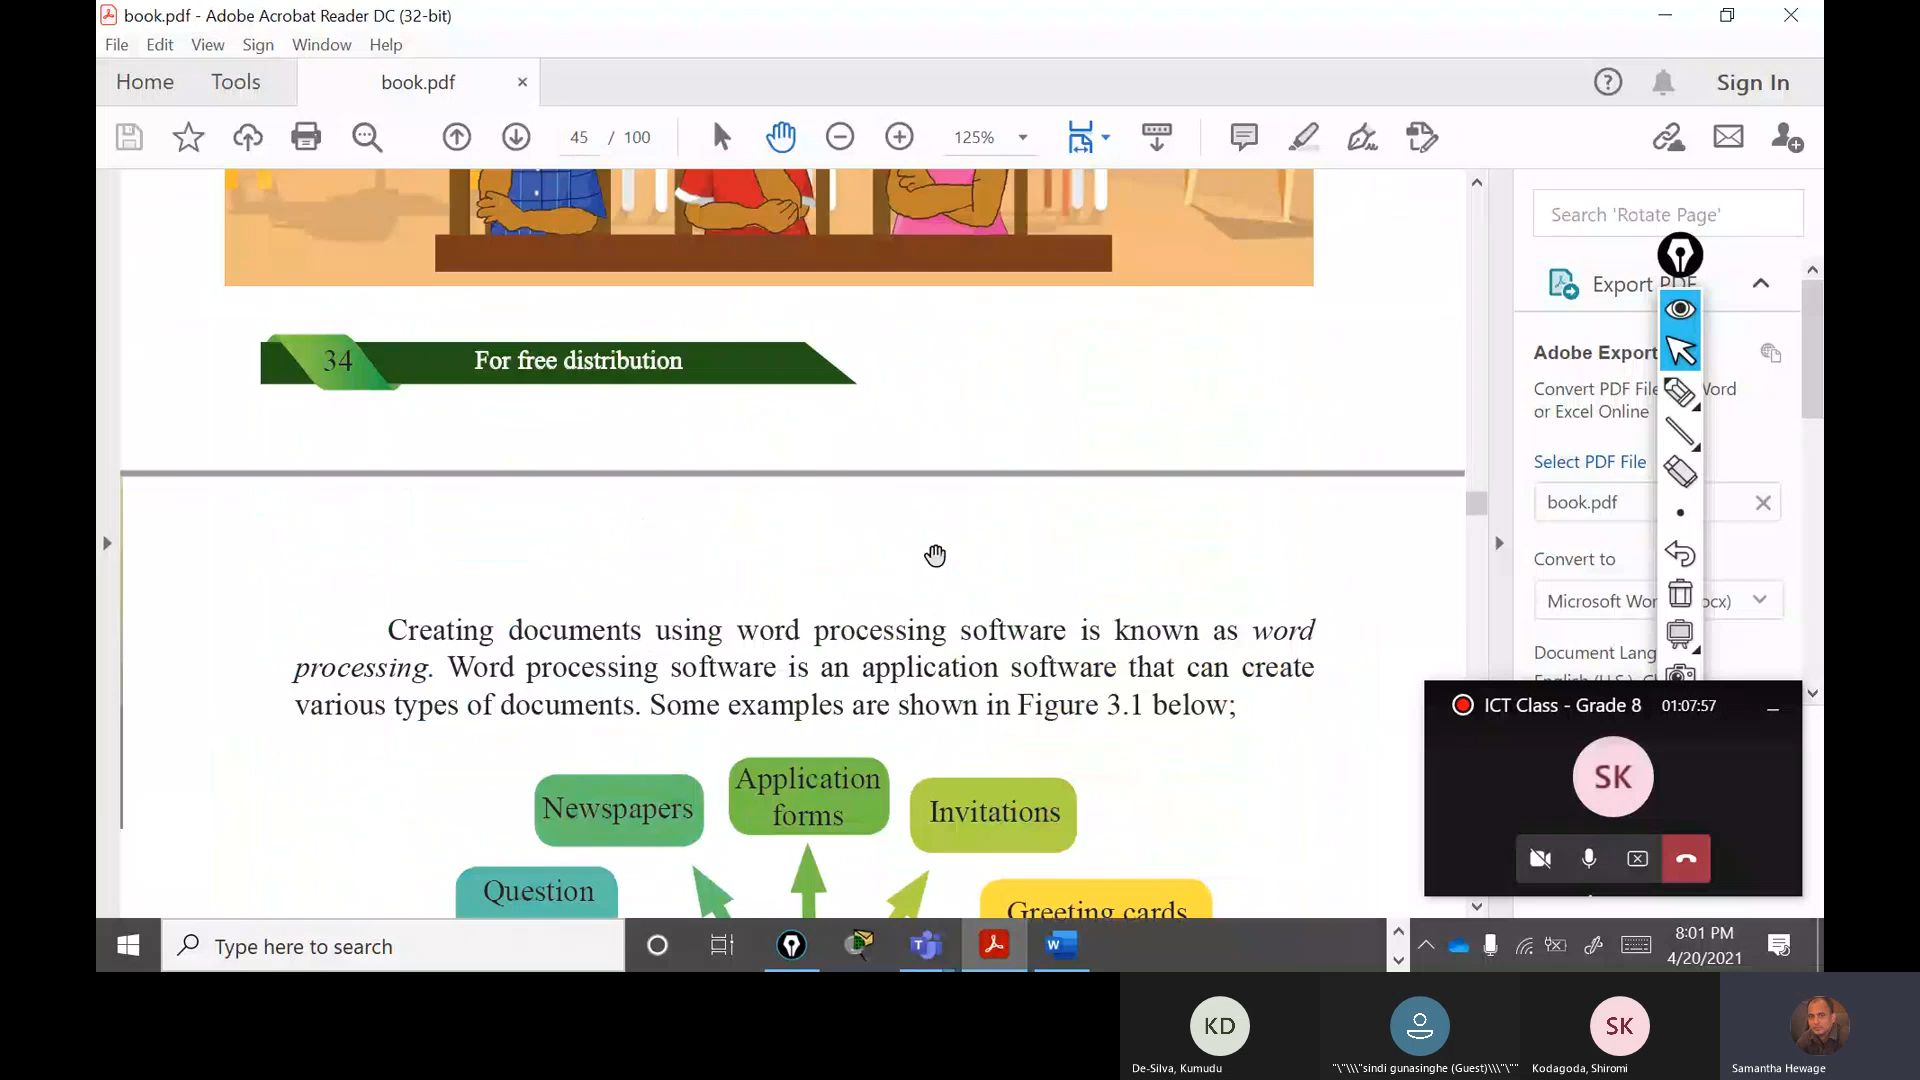 book.pdf - Adobe Acrobat Reader DC (32-bit)
File Edit View Sign Window Help
Home Tools book.pdf × Sign In
45 / 100 125%
Search 'Rotate Page'
Export PDF
34 For free distribution
Adobe Export
Convert PDF File Word
or Excel Online
Select PDF File
book.pdf
Convert to
Microsoft Wor ocx)
Document Lang
Creating documents using word processing software is known as word
processing. Word processing software is an application software that can create
various types of documents. Some examples are shown in Figure 3.1 below;
ICT Class - Grade 8 01:07:57
SK
Newspapers
Application
forms
Invitations
Question
Greeting cards
Type here to search
8:01 PM
4/20/2021
KD
SK
De-Silva, Kumudu
"\"\\\"sindi gunasinghe (Guest)\\\"\""
Kodagoda, Shiromi
Samantha Hewage